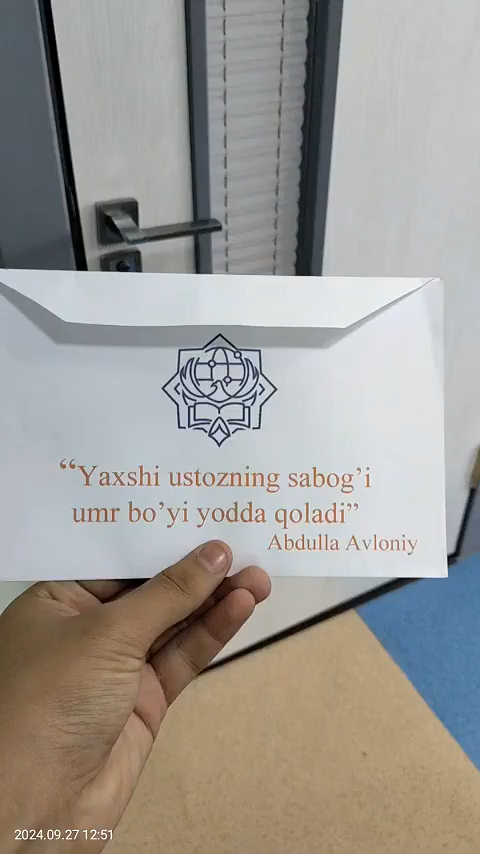 “Yaxshi ustozning sabog’i
umr bo’yi yodda qoladi”
Abdulla Avloniy
2024.09.27 12:51